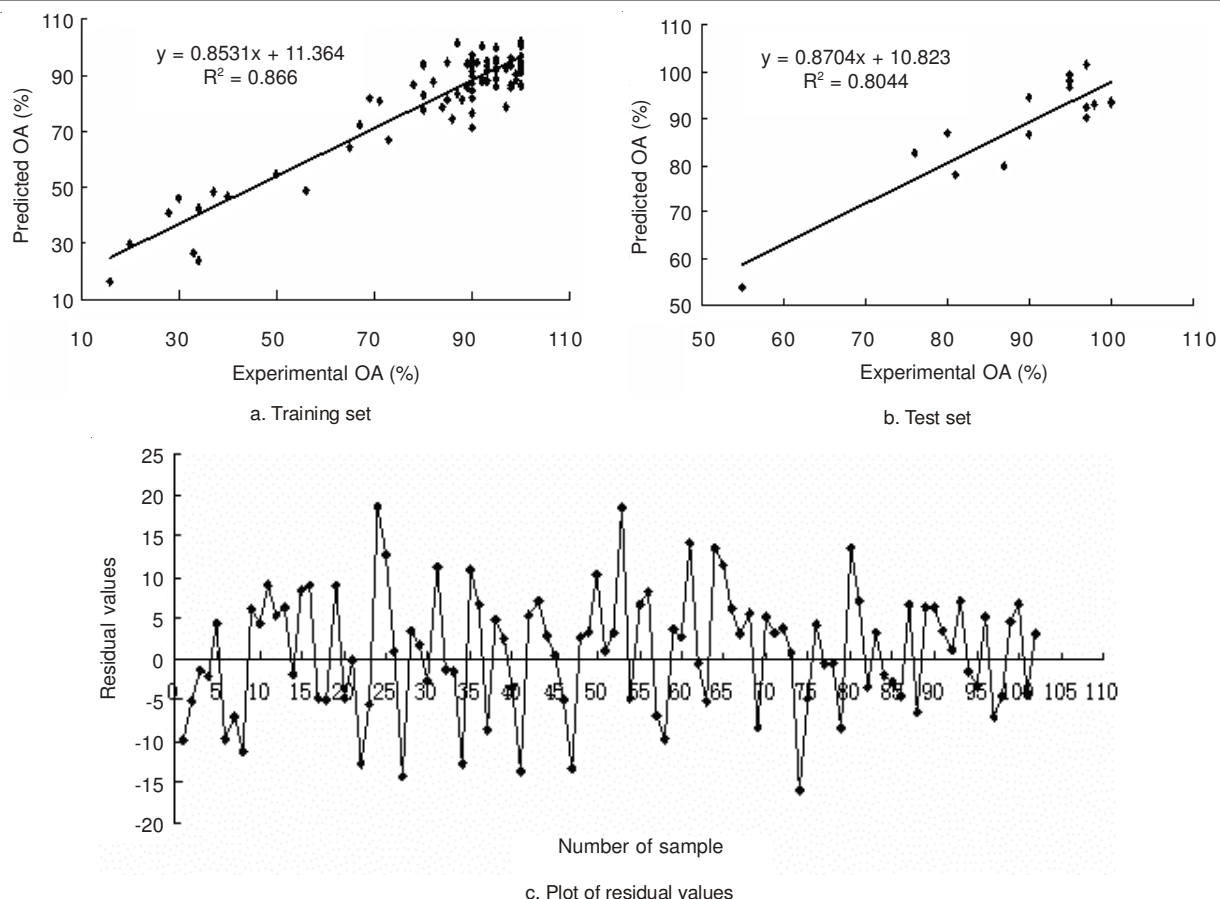 110
90
70
50
30
10
Predicted OA (%)
y = 0.8531x + 11.364
R² = 0.866
10 30 50 70 90 110
Experimental OA (%)
a. Training set
110
100
90
80
70
60
50
Predicted OA (%)
y = 0.8704x + 10.823
R² = 0.8044
50 60 70 80 90 100 110
Experimental OA (%)
b. Test set
25
20
15
10
5
0
-5
-10
-15
-20
Residual values
0 5 10 15 20 25 30 35 40 45 50 55 60 65 70 75 80 85 90 95 100 105 110
Number of sample
c. Plot of residual values